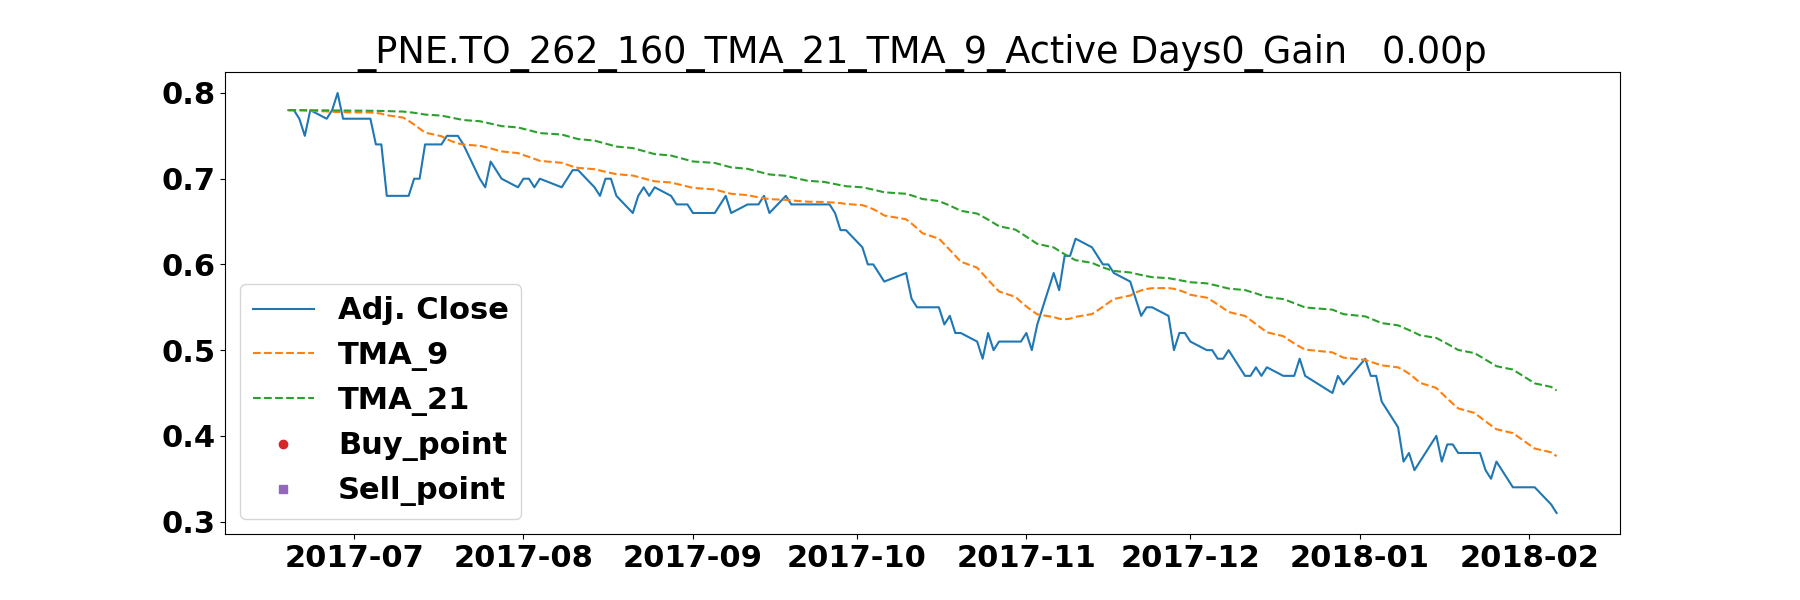 _PNE.TO_262_160_TMA_21_TMA_9_Active Days0_Gain   0.00p
0.8
0.7
0.6
0.5
0.4
0.3
Adj. Close
TMA_9
TMA_21
Buy_point
Sell_point
2017-07 2017-08 2017-09 2017-10 2017-11 2017-12 2018-01 2018-02